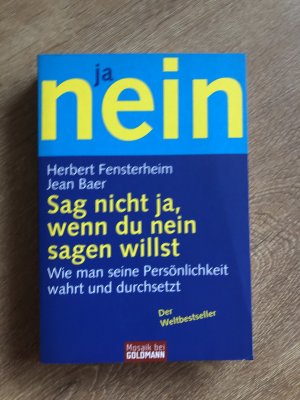 ja
nein
Herbert Fensterheim
Jean Baer
Sag nicht ja,
wenn du nein
sagen willst
Wie man seine Persönlichkeit
wahrt und durchsetzt
Der
Weltbestseller
Mosaik bei
GOLDMANN